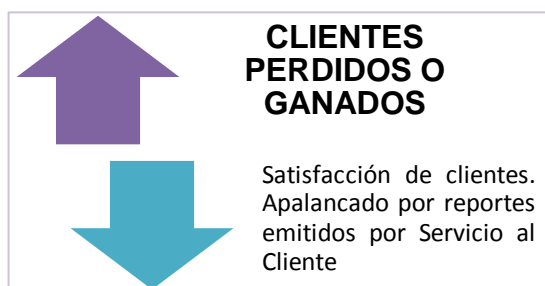 CLIENTES
PERDIDOS O
GANADOS
Satisfacción de clientes.
Apalancado por reportes
emitidos por Servicio al
Cliente